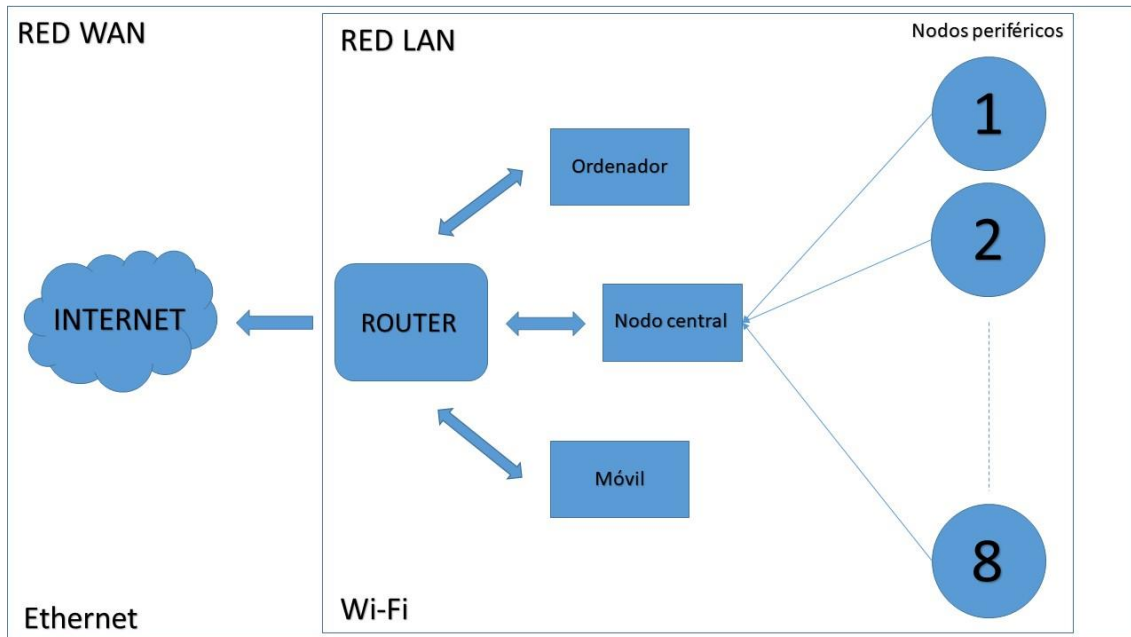 RED WAN
RED LAN
Nodos periféricos
1
Ordenador
2
INTERNET
ROUTER
Nodo central
Móvil
8
Ethernet
Wi-Fi